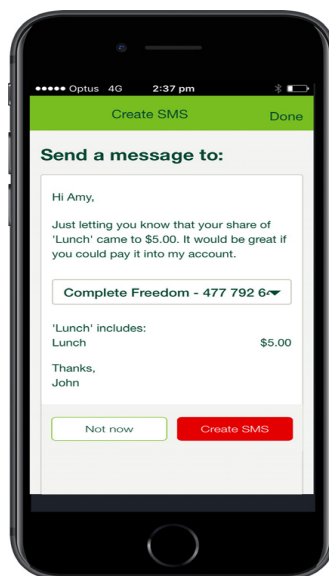 Optus 4G 2:37 pm
Create SMS Done
Send a message to:
Hi Amy,
Just letting you know that your share of
'Lunch' came to $5.00. It would be great if
you could pay it into my account.
Complete Freedom - 477 792 6
'Lunch' includes:
Lunch $5.00
Thanks,
John
Not now Create SMS